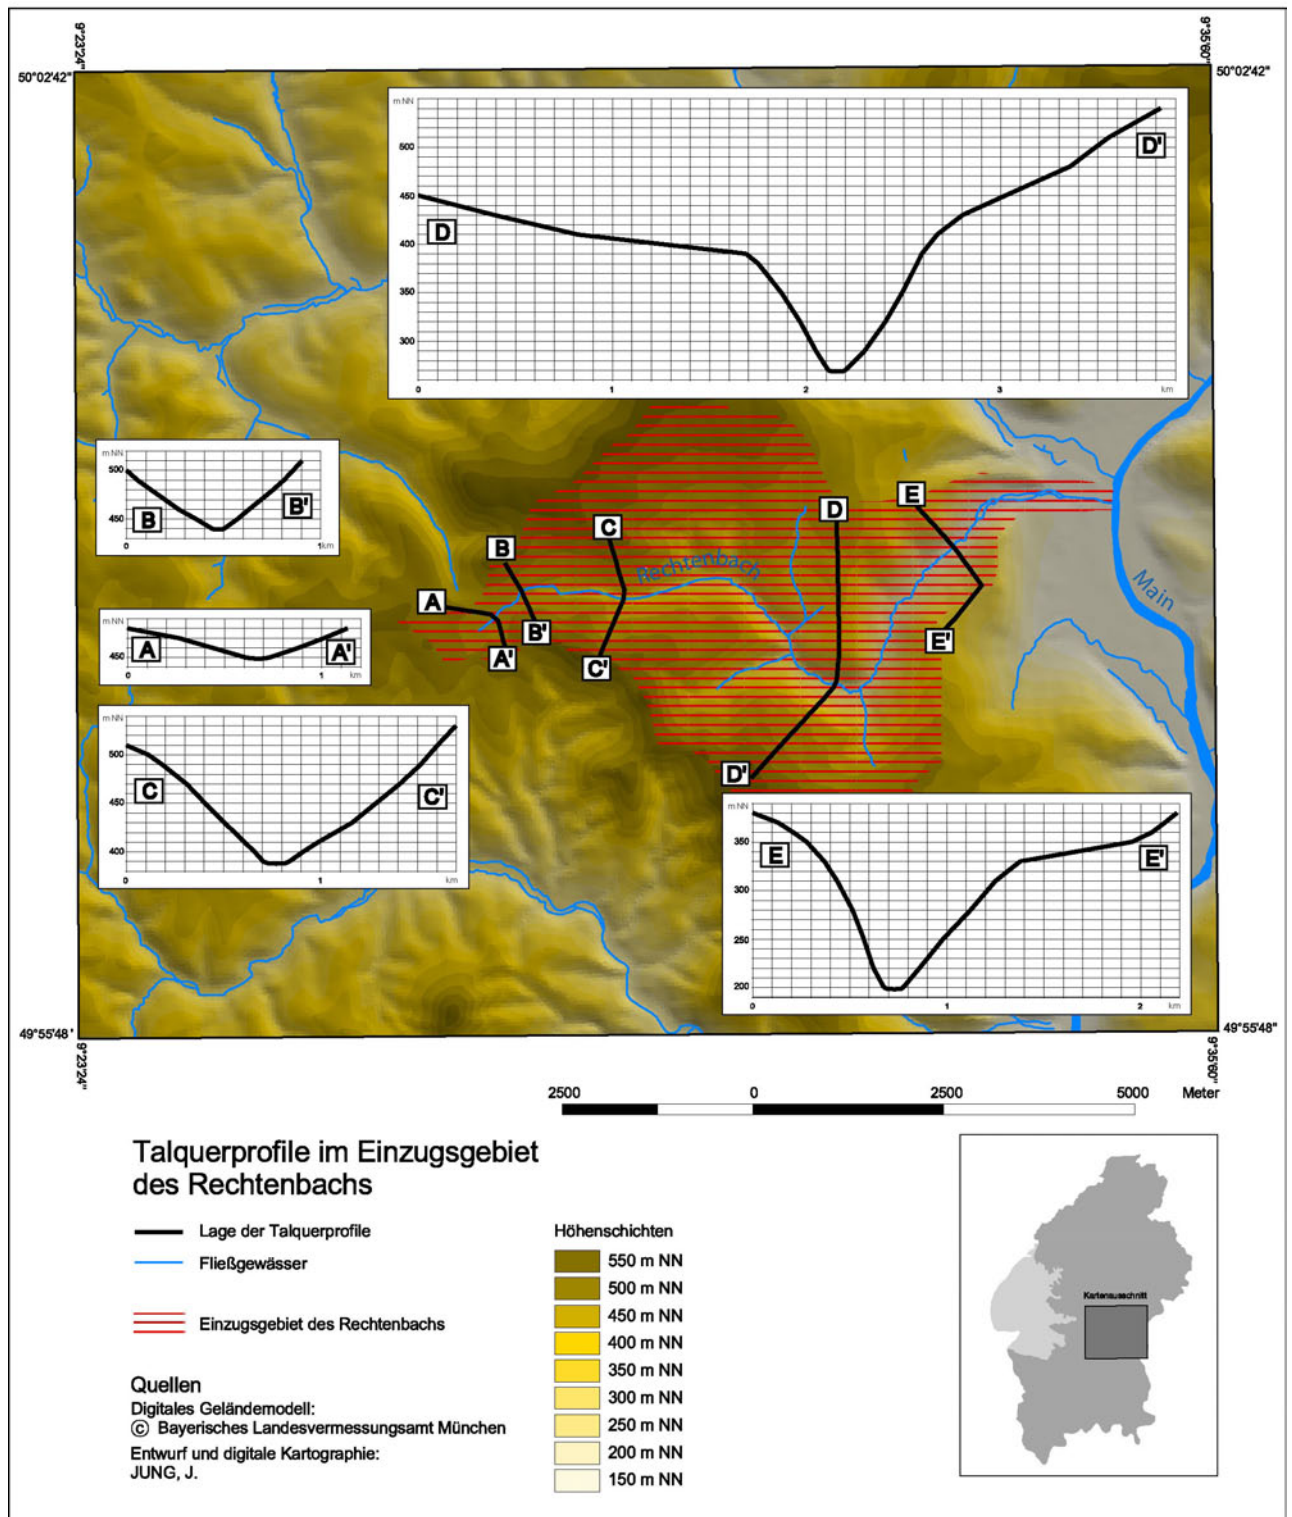 9°23'24"
9°35'60"
50°02'42"
50°02'42"
m NN
500
450
400
350
300
D
D'
0
1
2
3
km
m NN
500
450
B
B'
0
1km
m NN
450
A
A'
0
1
km
m NN
500
450
400
C
C'
0
1
km
A
A'
B
B'
C
C'
D
D'
E
E'
Rechtenbach
Main
m NN
350
300
250
200
E
E'
0
1
2
km
49°55'48'
49°55'48"
9°23'24"
9°35'60"
2500
0
2500
5000
Meter
Talquerprofile im Einzugsgebiet
des Rechtenbachs
Lage der Talquerprofile
Fließgewässer
Einzugsgebiet des Rechtenbachs
Quellen
Digitales Geländemodell:
© Bayerisches Landesvermessungsamt München
Entwurf und digitale Kartographie:
JUNG, J.
Höhenschichten
550 m NN
500 m NN
450 m NN
400 m NN
350 m NN
300 m NN
250 m NN
200 m NN
150 m NN
Kartenausschnitt